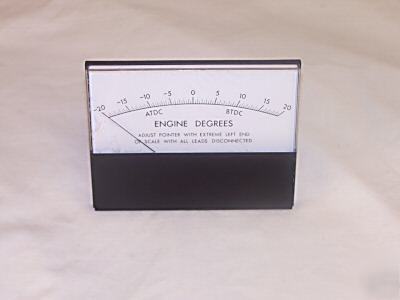 -20 -15 -10 -5 0 5 10 15 20
ATDC BTDC
ENGINE DEGREES
ADJUST POINTER WITH EXTREME LEFT END
OF SCALE WITH ALL LEADS DISCONNECTED